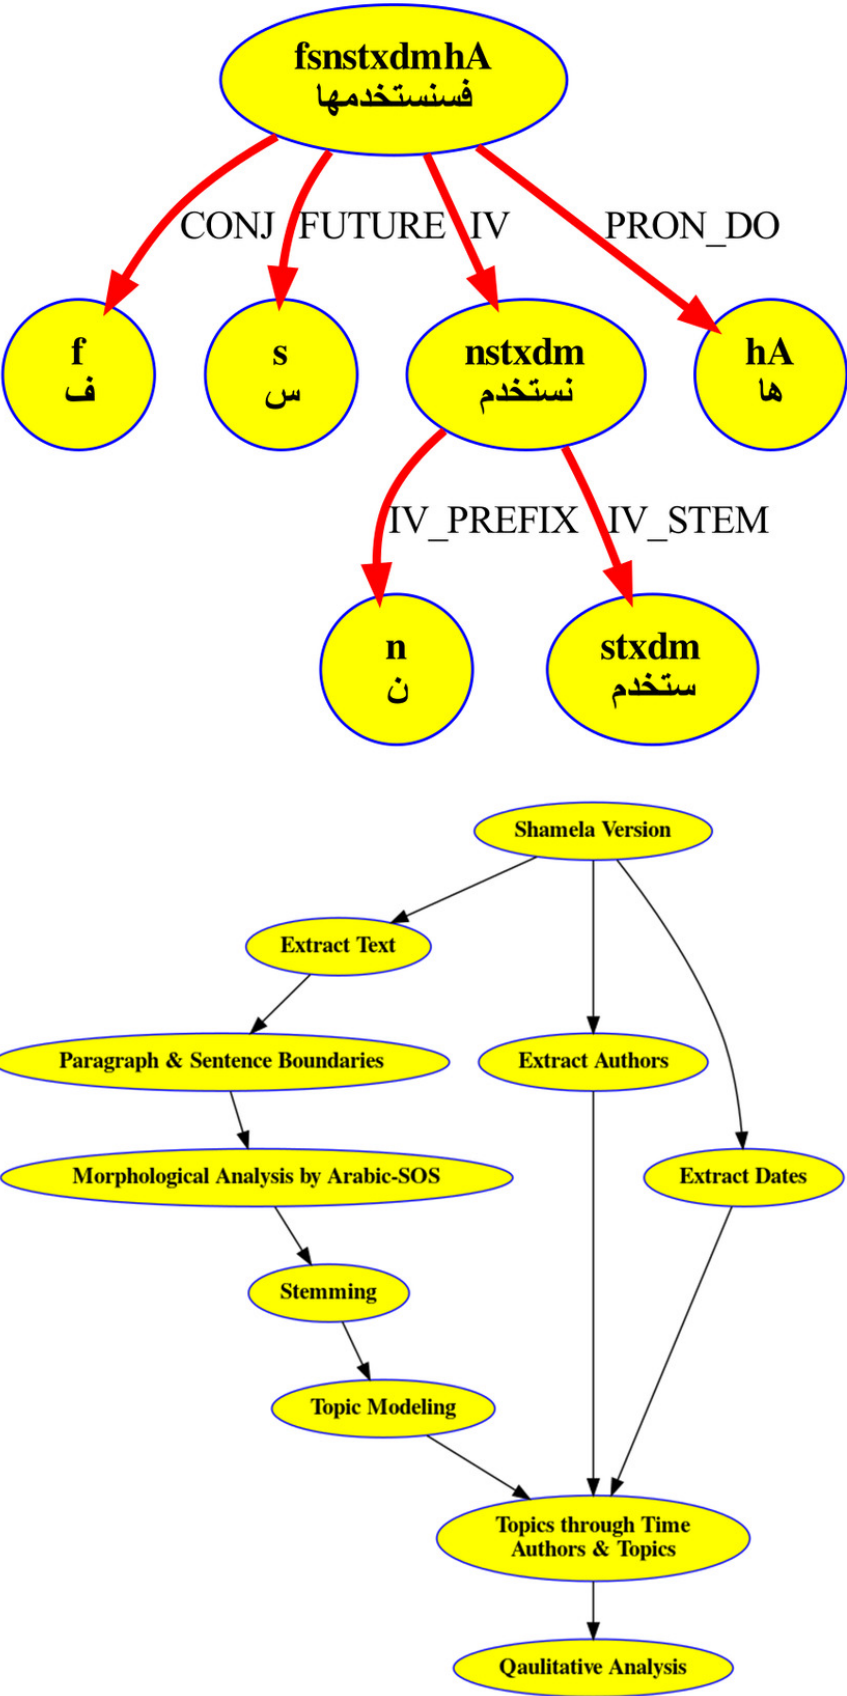 fsnstxdmhA
فسنستخدمها
CONJ FUTURE IV PRON_DO
f
ف
s
س
nstxdm
نستخدم
hA
ها
IV_PREFIX IV_STEM
n
ن
stxdm
ستخدم
Shamela Version
Extract Text
Paragraph & Sentence Boundaries
Extract Authors
Morphological Analysis by Arabic-SOS
Extract Dates
Stemming
Topic Modeling
Topics through Time
Authors & Topics
Qaulitative Analysis